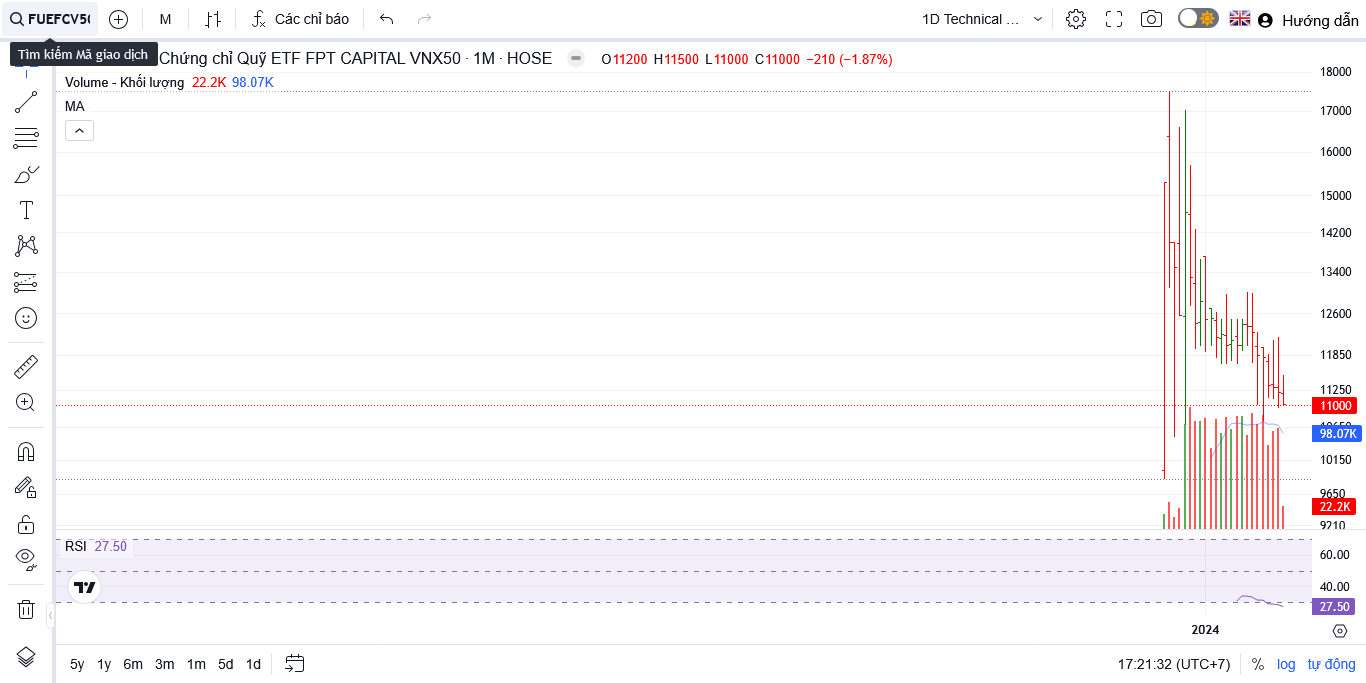 FUEFCV50
M
Các chỉ báo
1D Technical ...
Hướng dẫn
Tìm kiếm Mã giao dịch
Chứng chỉ Quỹ ETF FPT CAPITAL VNX50 · 1M · HOSE
O11200 H11500 L11000 C11000 −210 (−1.87%)
Volume - Khối lượng 22.2K 98.07K
MA
18000
17000
16000
15000
14200
13400
12600
11850
11250
11000
98.07K
10150
9650
22.2K
9210
RSI 27.50
60.00
40.00
27.50
2024
5y 1y 6m 3m 1m 5d 1d
17:21:32 (UTC+7)
%
log
tự động